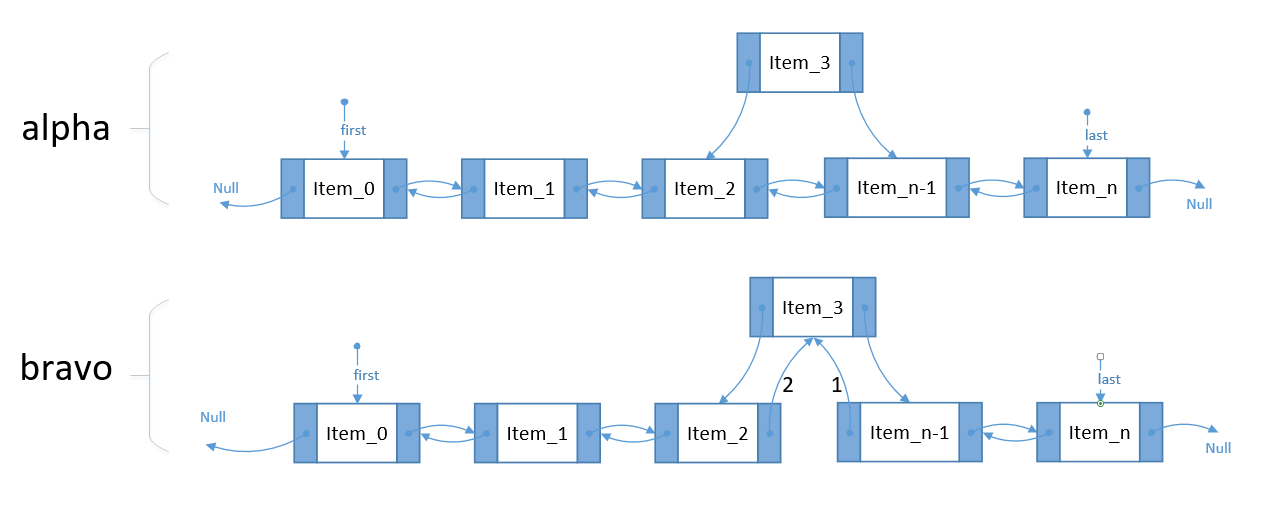 Item_3
alpha
first
last
Null
Item_0
Item_1
Item_2
Item_n-1
Item_n
Null
Item_3
bravo
first
2
1
last
Null
Item_0
Item_1
Item_2
Item_n-1
Item_n
Null